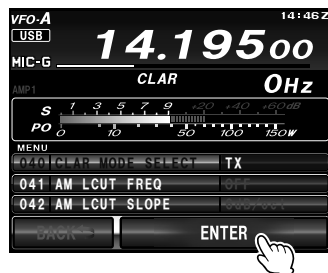 VFO-A 14:46Z
USB 14.19500
MIC-G
CLAR 0Hz
AMP1
S 1 3 5 7 9 +20 +40 +60dB
PO 0 10 50 100 150W
MENU
040 CLAR MODE SELECT TX
041 AM LCUT FREQ OFF
042 AM LCUT SLOPE
BACK ENTER